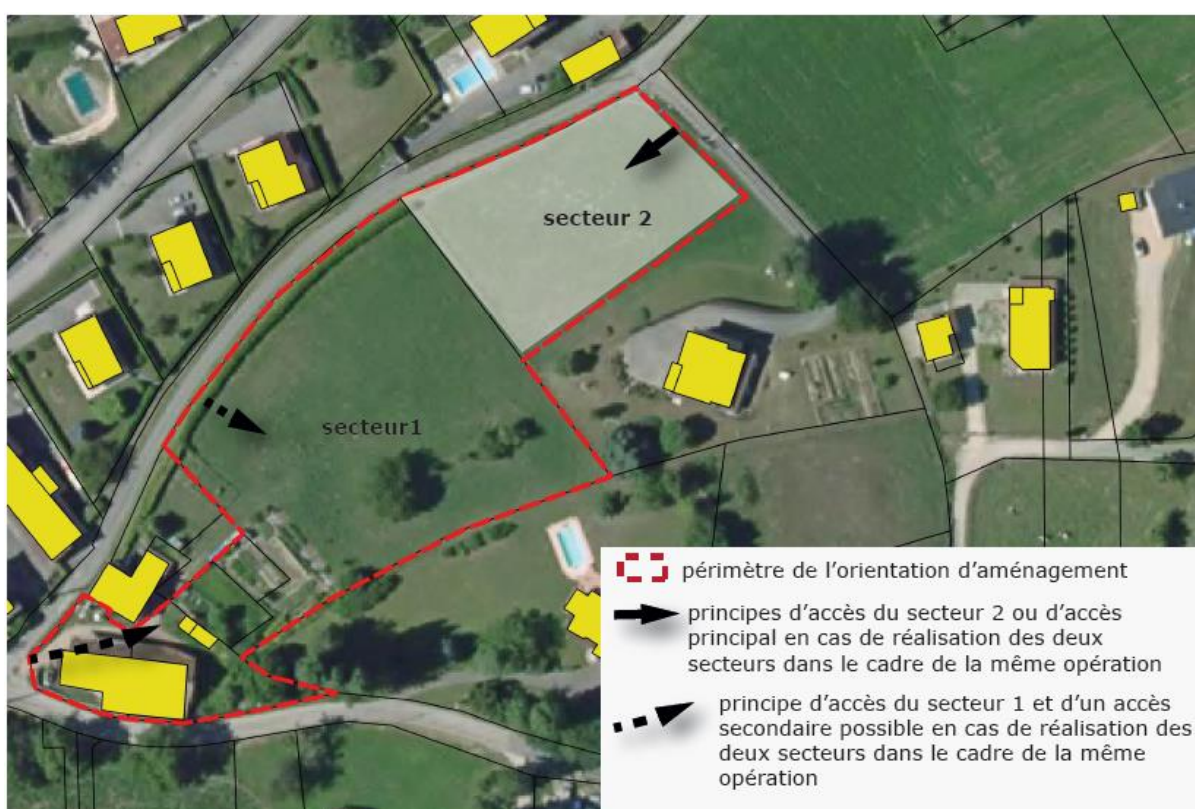 secteur 2
secteur1
périmètre de l'orientation d'aménagement
principes d'accès du secteur 2 ou d'accès
principal en cas de réalisation des deux
secteurs dans le cadre de la même opération
principe d'accès du secteur 1 et d'un accès
secondaire possible en cas de réalisation des
deux secteurs dans le cadre de la même
opération